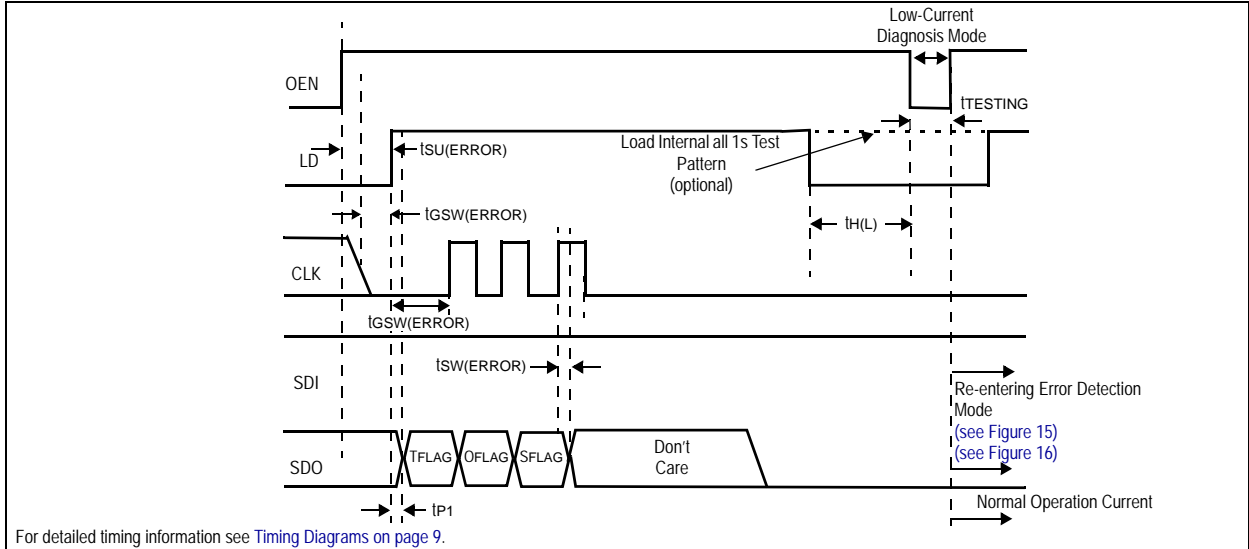 Low-Current
Diagnosis Mode
OEN
tTESTING
LD
tSU(ERROR)
Load Internal all 1s Test
Pattern
(optional)
tGSW(ERROR)
tH(L)
CLK
tGSW(ERROR)
tSW(ERROR)
SDI
Re-entering Error Detection
Mode
(see Figure 15)
(see Figure 16)
SDO
TFLAG
OFLAG
SFLAG
Don't
Care
tP1
Normal Operation Current
For detailed timing information see Timing Diagrams on page 9.